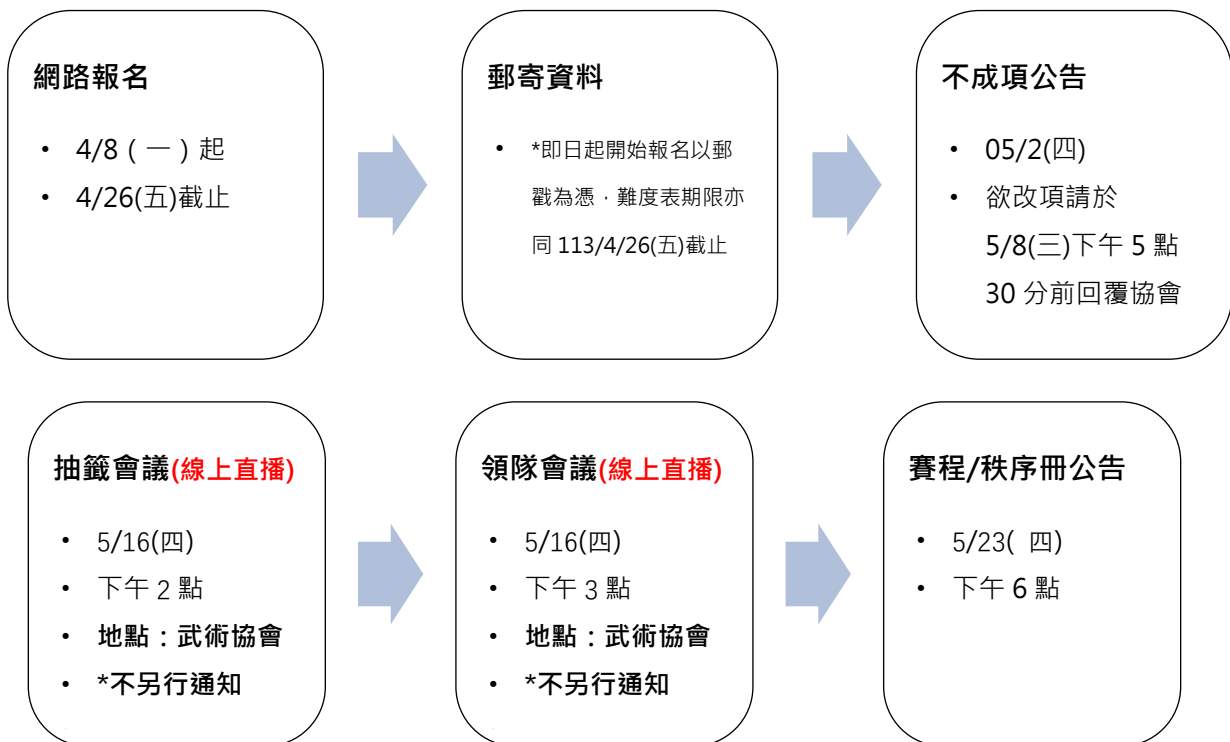 網路報名
• 4/8 ( 一 ) 起
• 4/26(五)截止
郵寄資料
• *即日起開始報名以郵
戳為憑，難度表期限亦
同 113/4/26(五)截止
不成項公告
• 05/2(四)
• 欲改項請於
5/8(三)下午 5 點
30 分前回覆協會
抽籤會議(線上直播)
• 5/16(四)
• 下午 2 點
• 地點：武術協會
• *不另行通知
領隊會議(線上直播)
• 5/16(四)
• 下午 3 點
• 地點：武術協會
• *不另行通知
賽程/秩序冊公告
• 5/23( 四)
• 下午 6 點